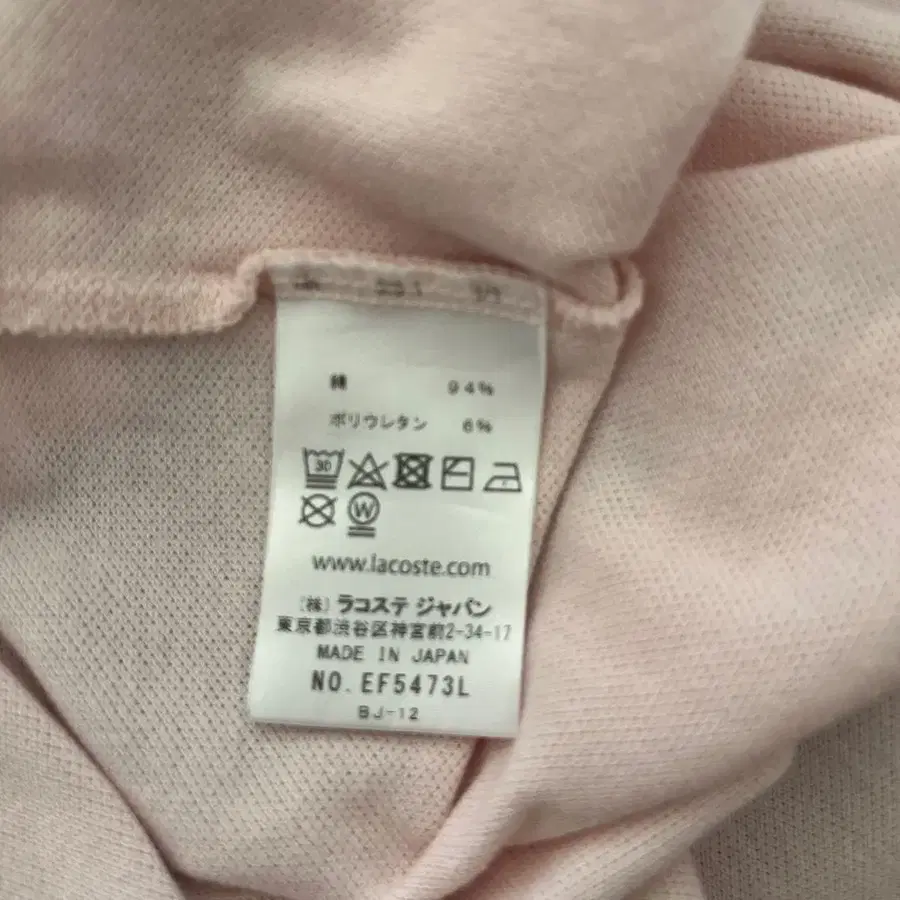 綿 94%
ポリウレタン 6%
30
W
www.lacoste.com
(株)ラコステ ジャパン
東京都渋谷区神宮前2-34-17
MADE IN JAPAN
NO. EF5473L
BJ-12